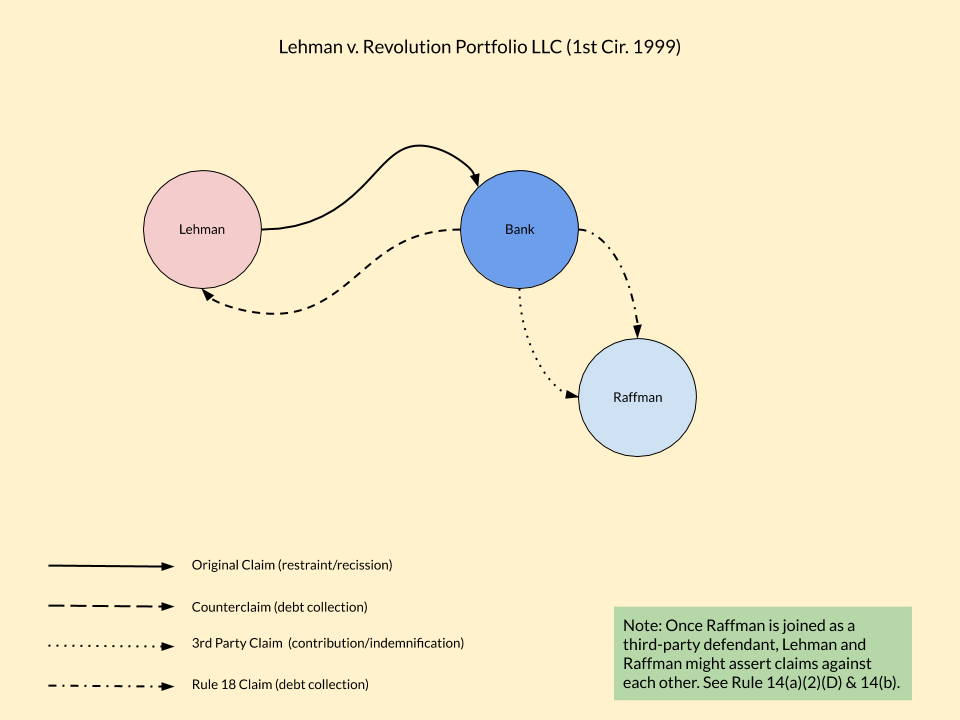 Lehman v. Revolution Portfolio LLC (1st Cir. 1999)
Lehman
Bank
Raffman
Original Claim (restraint/recission)
Counterclaim (debt collection)
3rd Party Claim  (contribution/indemnification)
Rule 18 Claim (debt collection)
Note: Once Raffman is joined as a
third-party defendant, Lehman and
Raffman might assert claims against
each other. See Rule 14(a)(2)(D) & 14(b).